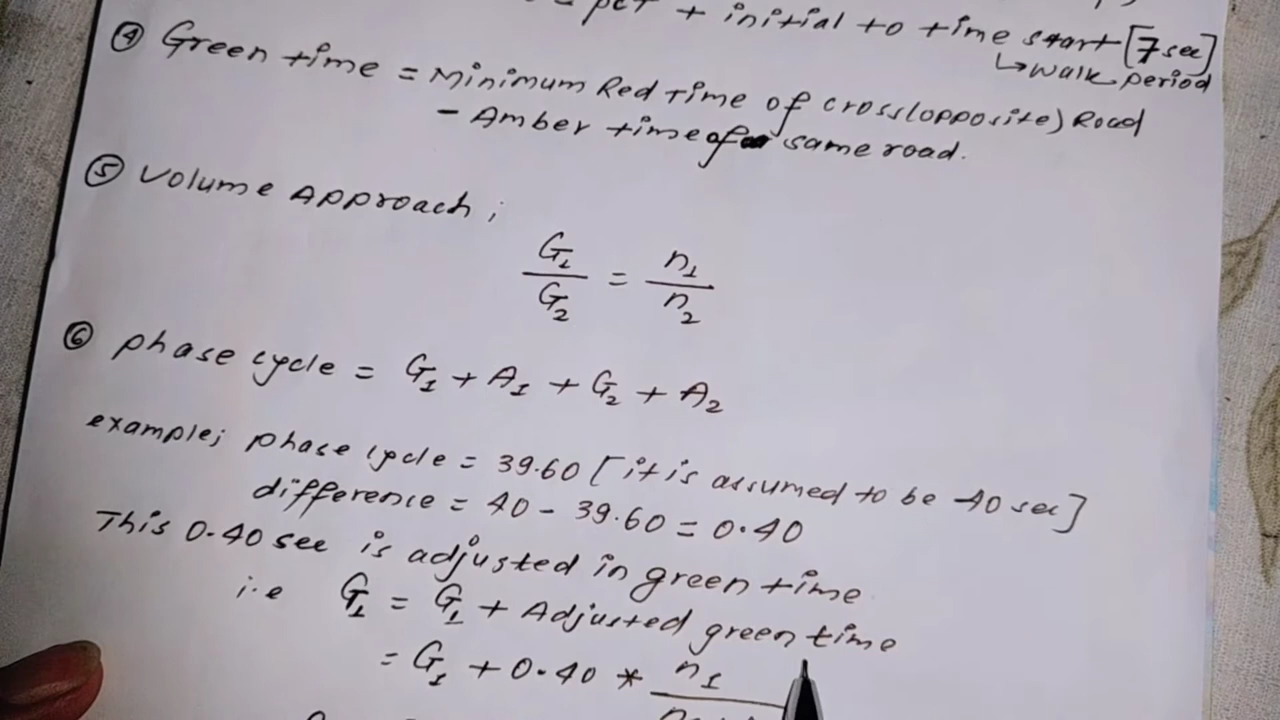 = PCT + initial to time start [7 sec]
↳ walk period
④ Green time = Minimum Red Time of cross(opposite) Road
- Amber time of same road.
⑤ Volume Approach;
G₁/G₂ = n₁/n₂
⑥ phase cycle = G₁ + A₁ + G₂ + A₂
example; phase cycle = 39.60 [it is assumed to be 40 sec]
difference = 40 - 39.60 = 0.40
This 0.40 sec is adjusted in green time
i.e G₁ = G₁ + Adjusted green time
= G₁ + 0.40 * n₁